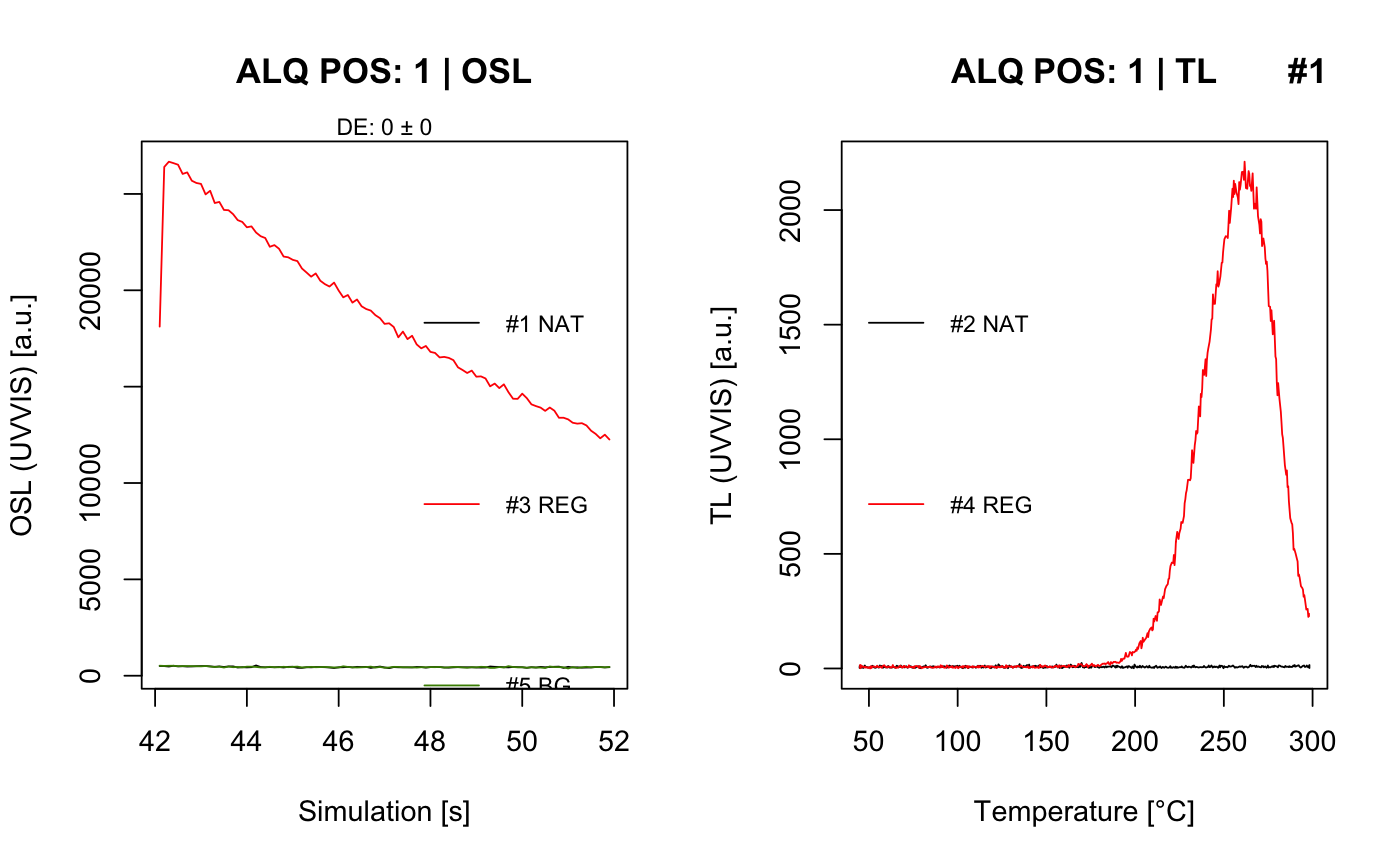 ALQ POS: 1 | OSL
DE: 0 ± 0
OSL (UVVIS) [a.u.]
20000
10000
5000
0
#1 NAT
#3 REG
#5 BG
42 44 46 48 50 52
Simulation [s]
ALQ POS: 1 | TL #1
TL (UVVIS) [a.u.]
2000
1500
1000
500
0
#2 NAT
#4 REG
50 100 150 200 250 300
Temperature [°C]